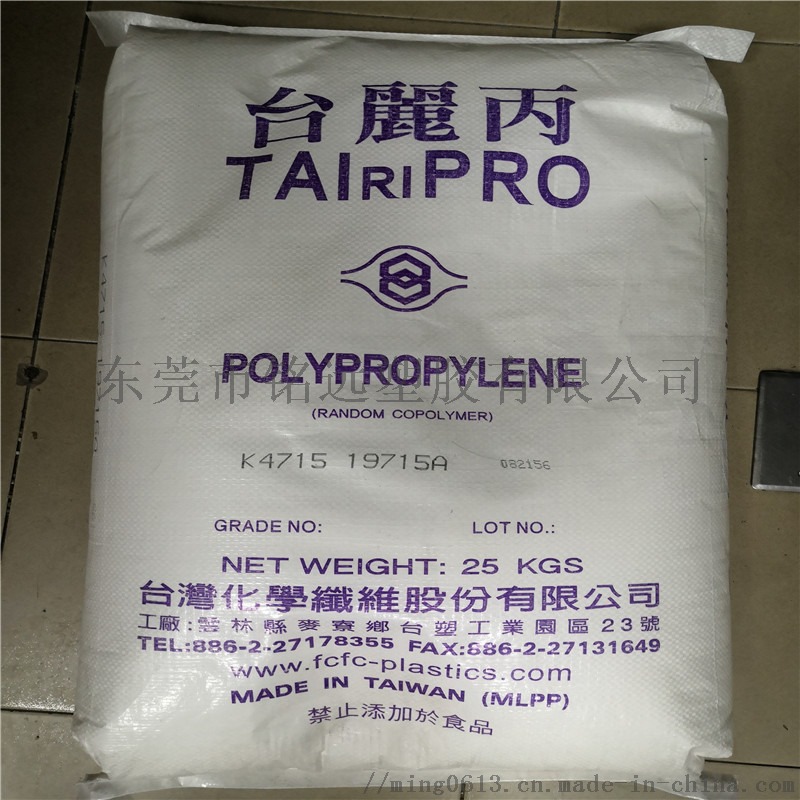 台麗丙
TAIRIPRO
POLYPROPYLENE
东莞市铭远塑胶有限公司
(RANDOM COPOLYMER)
K4715 19715A 082156
GRADE NO: LOT NO.:
NET WEIGHT: 25 KGS
台灣化學纖維股份有限公司
工廠:雲林縣麥寮鄉台塑工業園區23號
TEL:886-2-27178355 FAX:886-2-27131649
www.fcfc-plastics.com
MADE IN TAIWAN (MLPP)
禁止添加於食品
K4715
//ming0613.cn.made-in-china.com/